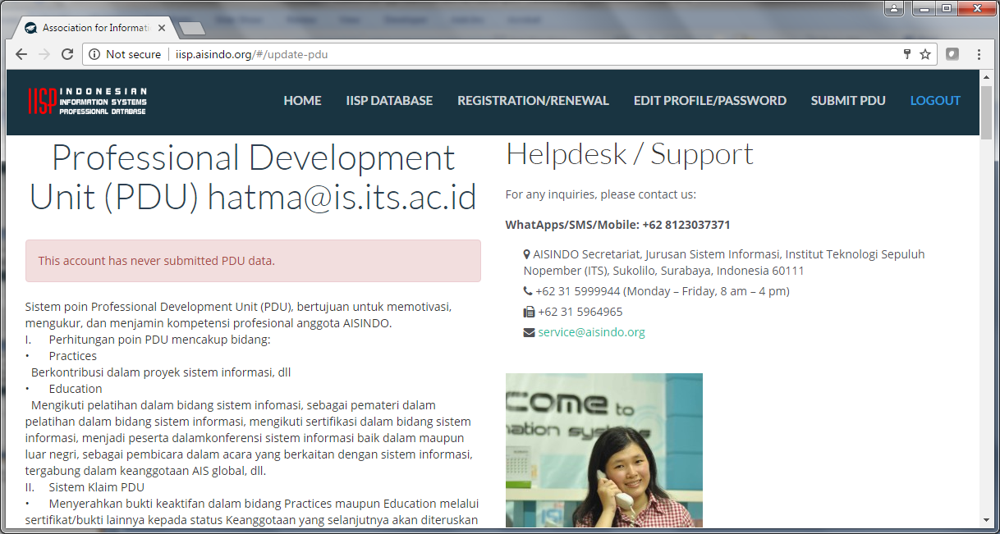 Association for Informati
Not secure
iisp.aisindo.org/#/update-pdu
IISP
INDONESIAN
INFORMATION SYSTEMS
PROFESSIONAL DATABASE
HOME
IISP DATABASE
REGISTRATION/RENEWAL
EDIT PROFILE/PASSWORD
SUBMIT PDU
LOGOUT
Professional Development
Unit (PDU) hatma@is.its.ac.id
This account has never submitted PDU data.
Sistem poin Professional Development Unit (PDU), bertujuan untuk memotivasi,
mengukur, dan menjamin kompetensi profesional anggota AISINDO.
I. Perhitungan poin PDU mencakup bidang:
• Practices
Berkontribusi dalam proyek sistem informasi, dll
• Education
Mengikuti pelatihan dalam bidang sistem infomasi, sebagai pemateri dalam
pelatihan dalam bidang sistem informasi, mengikuti sertifikasi dalam bidang sistem
informasi, menjadi peserta dalamkonferensi sistem informasi baik dalam maupun
luar negri, sebagai pembicara dalam acara yang berkaitan dengan sistem informasi,
tergabung dalam keanggotaan AIS global, dll.
II. Sistem Klaim PDU
• Menyerahkan bukti keaktifan dalam bidang Practices maupun Education melalui
sertifikat/bukti lainnya kepada status Keanggotaan yang selanjutnya akan diteruskan
Helpdesk / Support
For any inquiries, please contact us:
WhatApps/SMS/Mobile: +62 8123037371
AISINDO Secretariat, Jurusan Sistem Informasi, Institut Teknologi Sepuluh
Nopember (ITS), Sukolilo, Surabaya, Indonesia 60111
+62 31 5999944 (Monday – Friday, 8 am – 4 pm)
+62 31 5964965
service@aisindo.org
come to
mation systems